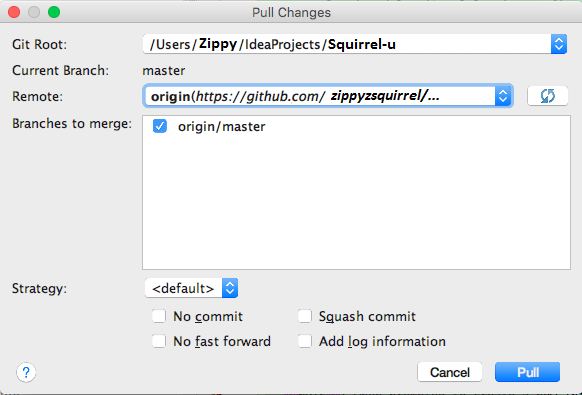 Pull Changes
Git Root: /Users/Zippy/IdeaProjects/Squirrel-u
Current Branch: master
Remote: origin(https://github.com/ zippyzsquirrel/...
Branches to merge: origin/master
Strategy: <default>
No commit Squash commit
No fast forward Add log information
? Cancel Pull